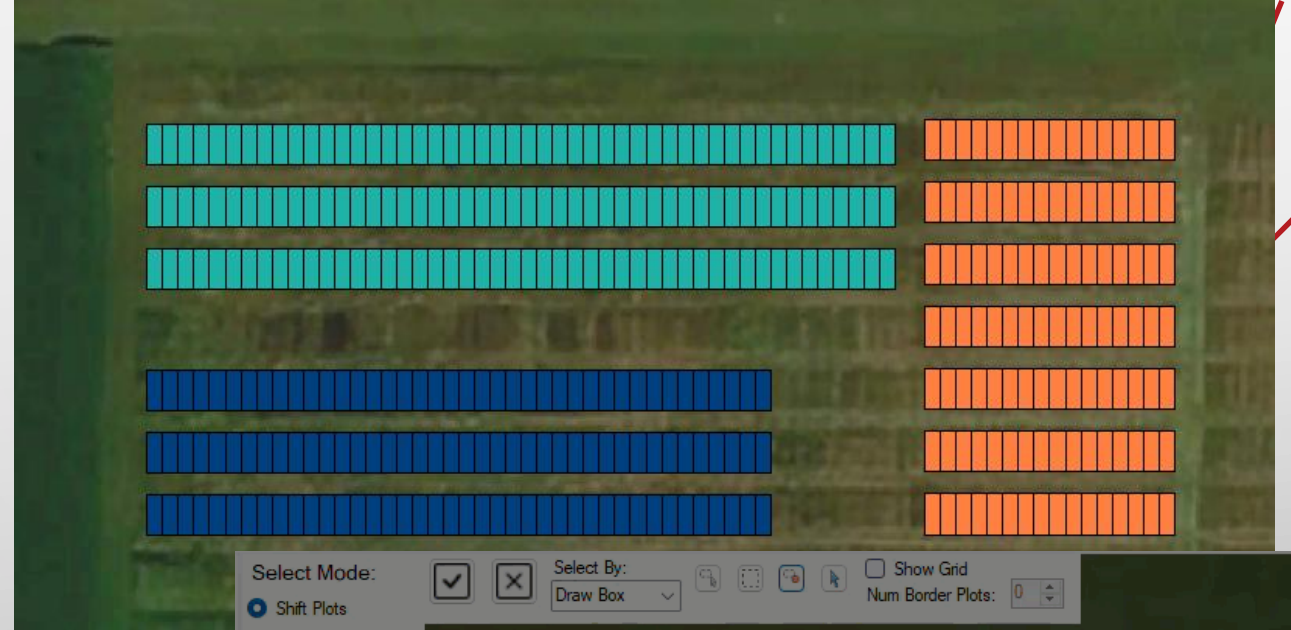 Select Mode:
Shift Plots
Select By:
Draw Box
Show Grid
Num Border Plots: 0